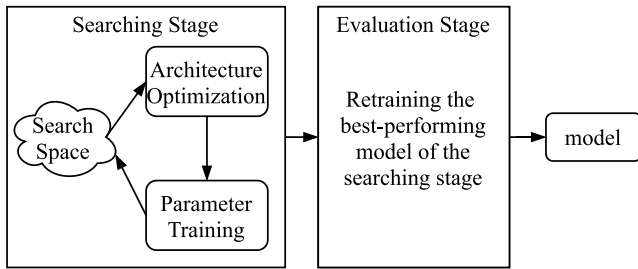 Searching Stage
Architecture
Optimization
Search
Space
Parameter
Training
Evaluation Stage
Retraining the
best-performing
model of the
searching stage
model